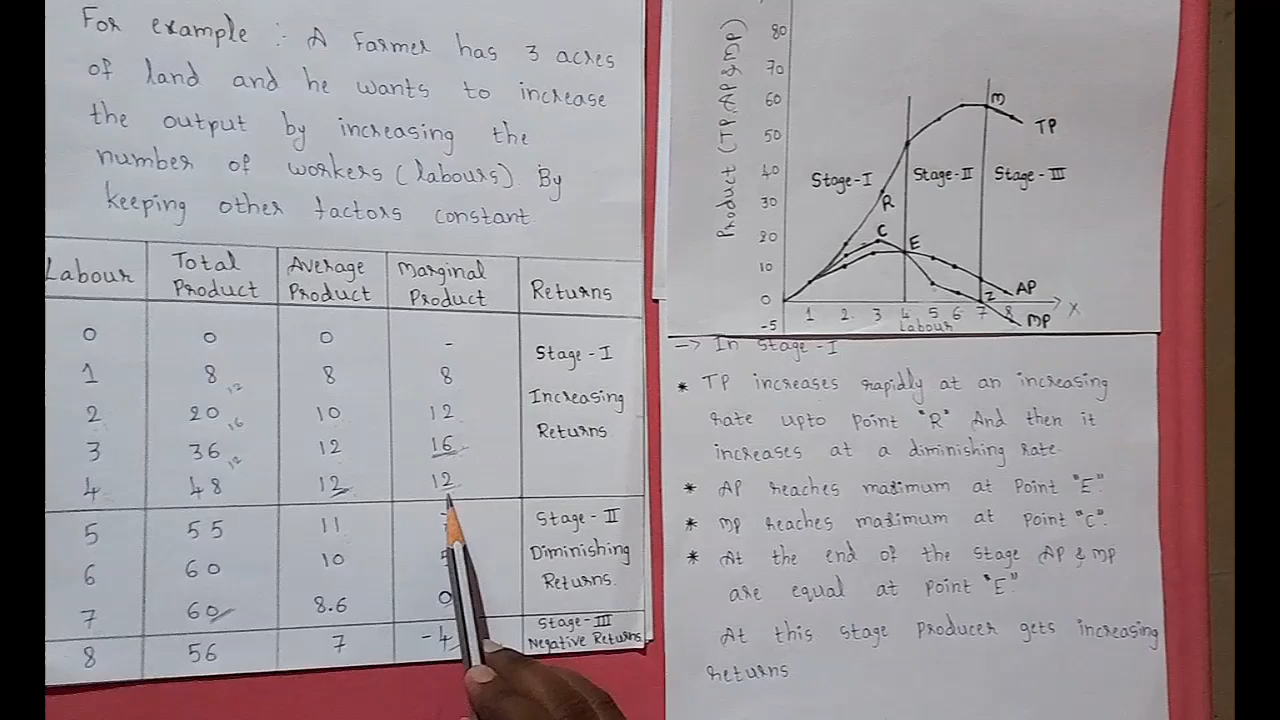 For example :- A farmer has 3 acres
of land and he wants to increase
the output by increasing the
number of workers (labours). By
keeping other factors constant
Labour Total Product Average Product Marginal Product Returns
0 0 0 - Stage-I
1 8 8 8 Increasing
12
2 20 10 12 Returns
16
3 36 12 16
12
4 48 12 12
5 55 11 Stage-II
6 60 10 Diminishing
Returns.
7 60 8.6 0 Stage-III
8 56 7 -4 Negative Returns
Product (TP, AP & MP)
80
70
60
50
40
30
20
10
0
-5
M
TP
Stage-I Stage-II Stage-III
R
C
E
AP
Z
MP
X
1 2 3 4 5 6 7 8
Labour
-> In Stage-I
* TP increases rapidly at an increasing
rate upto point "R" And then it
increases at a diminishing rate
* AP reaches maximum at Point "E".
* MP reaches maximum at point "C".
* At the end of the stage AP & MP
are equal at Point "E"
At this stage Producer gets increasing
returns